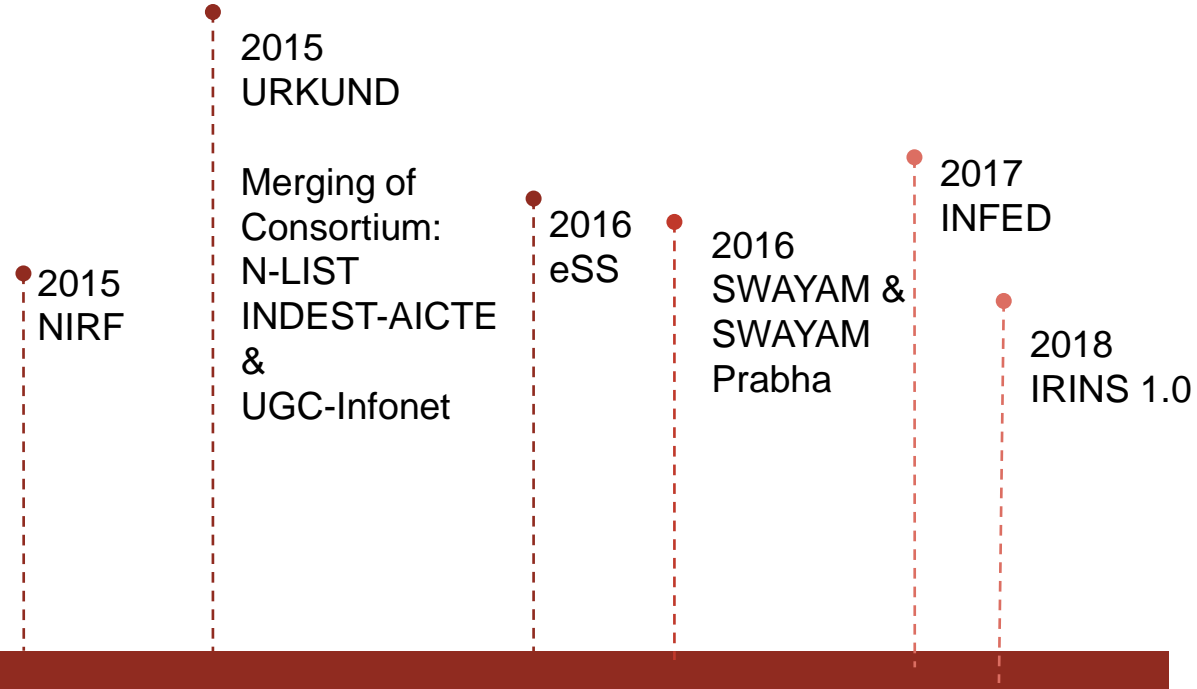 2015
NIRF
2015
URKUND
Merging of
Consortium:
N-LIST
INDEST-AICTE
&
UGC-Infonet
2016
eSS
2016
SWAYAM &
SWAYAM
Prabha
2017
INFED
2018
IRINS 1.0